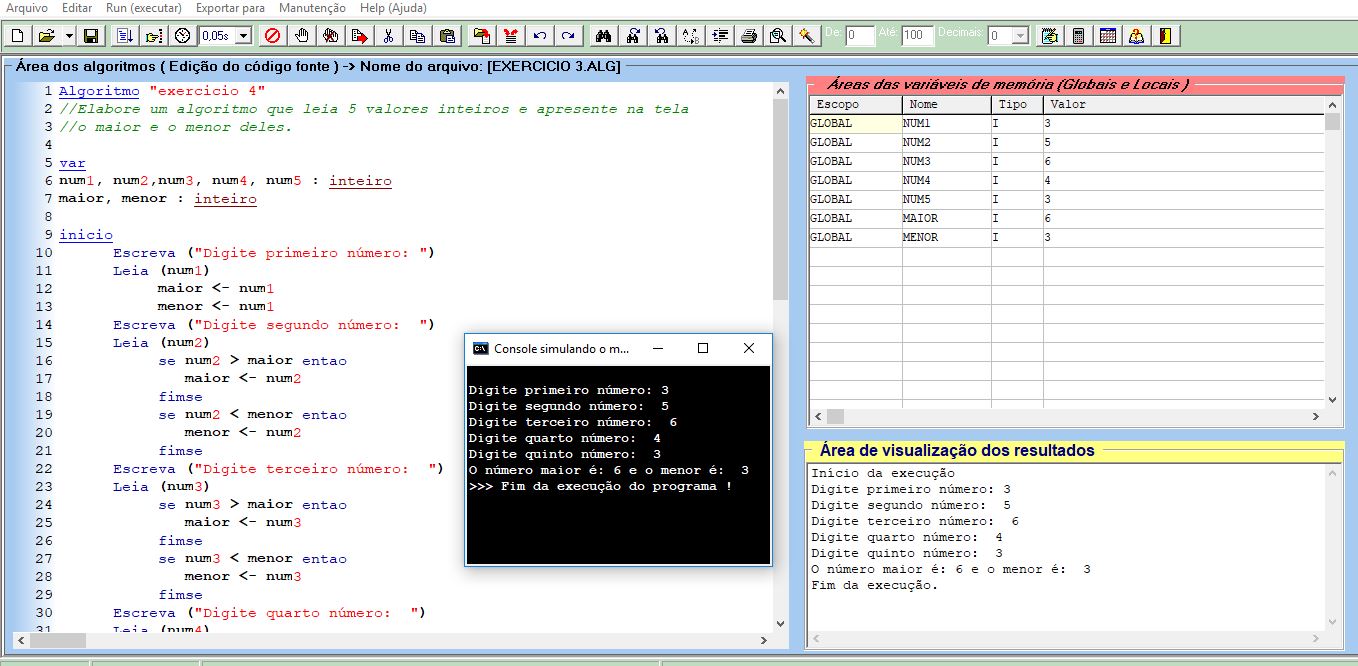 Arquivo Editar Run (executar) Exportar para Manutenção Help (Ajuda)
0,05s De: 0 Até: 100 Decimais 0
Área dos algoritmos ( Edição do código fonte ) -> Nome do arquivo: [EXERCICIO 3.ALG]
1 Algoritmo "exercicio 4"
2 //Elabore um algoritmo que leia 5 valores inteiros e apresente na tela
3 //o maior e o menor deles.
4
5 var
6 num1, num2,num3, num4, num5 : inteiro
7 maior, menor : inteiro
8
9 inicio
10 Escreva ("Digite primeiro número: ")
11 Leia (num1)
12 maior <- num1
13 menor <- num1
14 Escreva ("Digite segundo número:  ")
15 Leia (num2)
16 se num2 > maior entao
17 maior <- num2
18 fimse
19 se num2 < menor entao
20 menor <- num2
21 fimse
22 Escreva ("Digite terceiro número:  ")
23 Leia (num3)
24 se num3 > maior entao
25 maior <- num3
26 fimse
27 se num3 < menor entao
28 menor <- num3
29 fimse
30 Escreva ("Digite quarto número:  ")
31 Leia (num4)
Console simulando o m...
Digite primeiro número: 3
Digite segundo número:  5
Digite terceiro número:  6
Digite quarto número:  4
Digite quinto número:  3
O número maior é: 6 e o menor é:  3
>>> Fim da execução do programa !
Áreas das variáveis de memória (Globais e Locais )
Escopo Nome Tipo Valor
GLOBAL NUM1 I 3
GLOBAL NUM2 I 5
GLOBAL NUM3 I 6
GLOBAL NUM4 I 4
GLOBAL NUM5 I 3
GLOBAL MAIOR I 6
GLOBAL MENOR I 3
Área de visualização dos resultados
Início da execução
Digite primeiro número: 3
Digite segundo número:  5
Digite terceiro número:  6
Digite quarto número:  4
Digite quinto número:  3
O número maior é: 6 e o menor é:  3
Fim da execução.